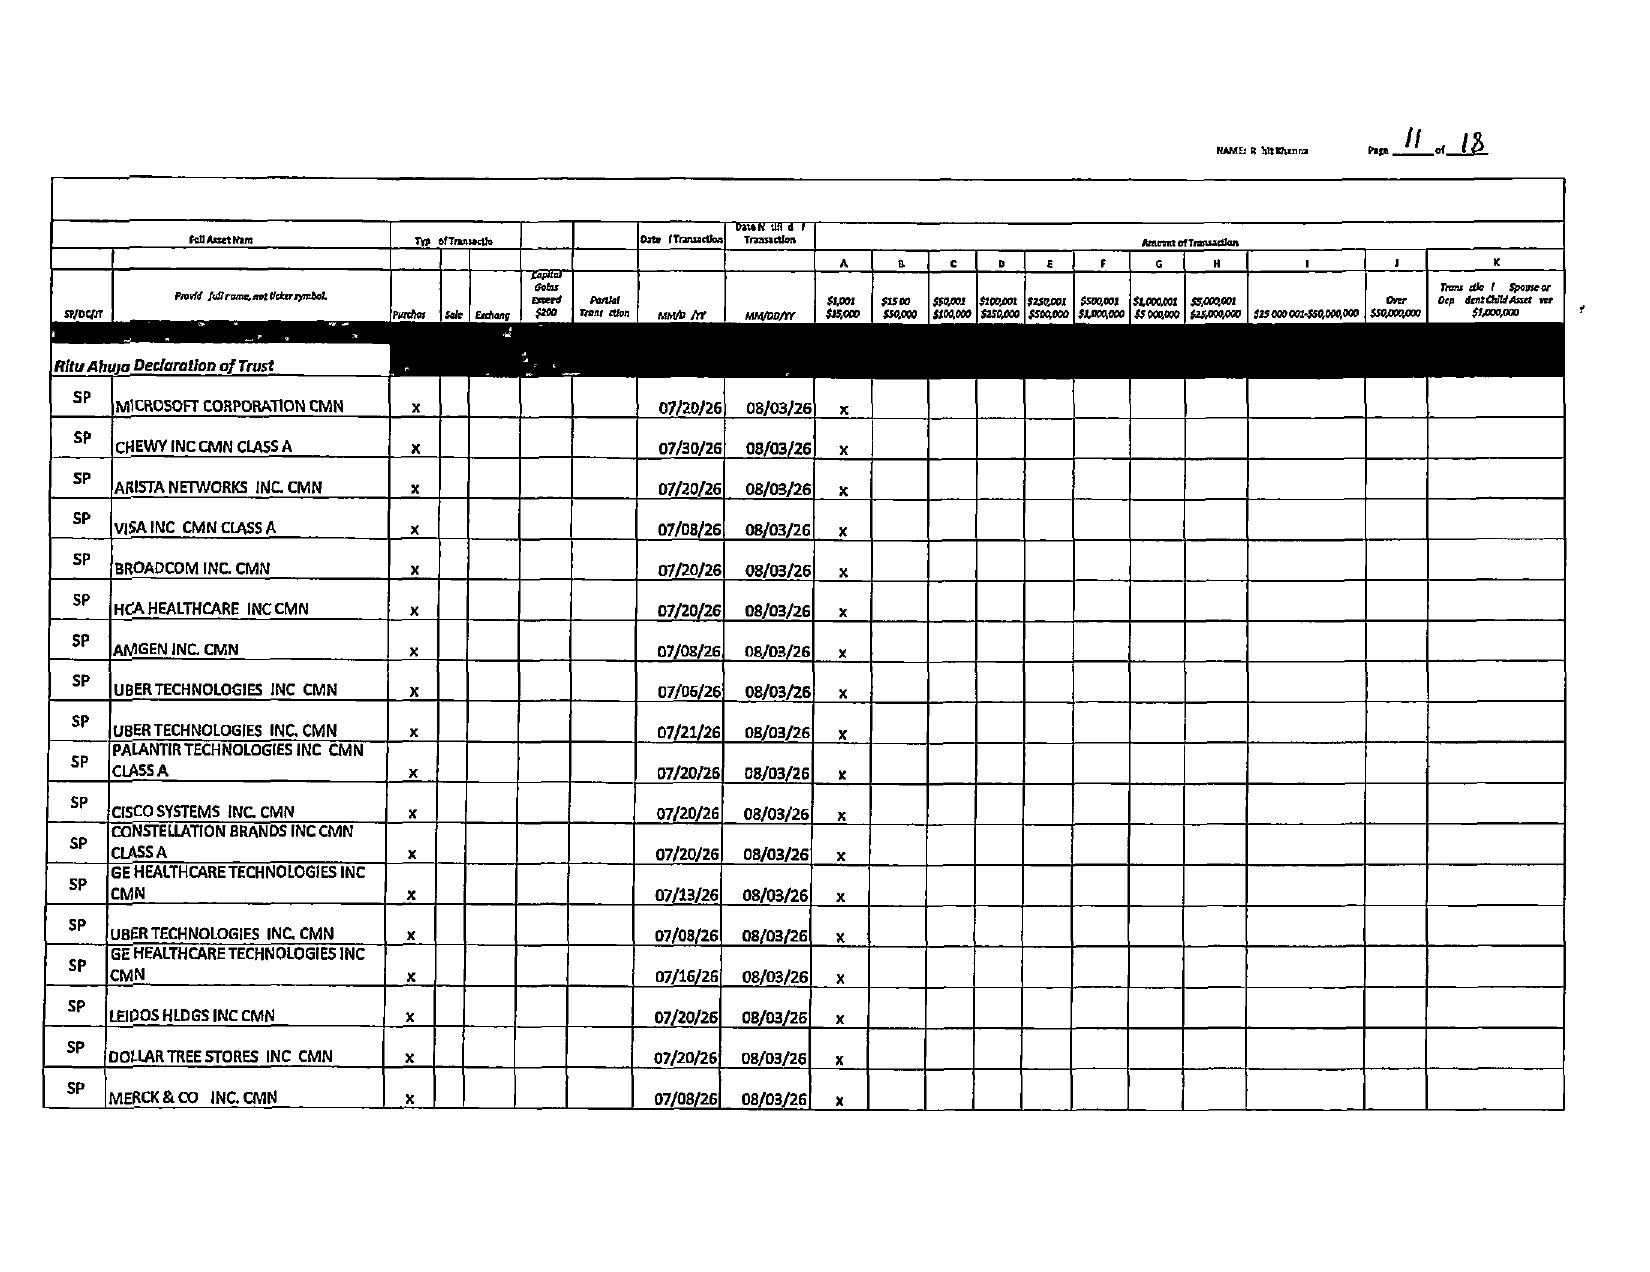 NAME: Khanna Page 11 of 18
Full Asset Nam Typ of Transactio Date f Transaction Transaction Amount of Transaction
A B C D E F G H I J K
SP/DC/JT Provid full name, not ticker symbol. Purchas Sale Exchang Capital Gains Exceed $200 Partial MM/DD/YY $1,001 $15,000 $50,000 $50,001 $100,000 $100,001 $250,000 $250,001 $500,000 $500,001 $1,000,000 $1,000,001 $5 000,000 $5,000,001 $25,000,000 $25 000 001-$50,000,000 Over $50,000,000 Spouse or Child Asset $1,000,000
Ritu Ahuja Declaration of Trust
SP MICROSOFT CORPORATION CMN x 07/20/26 08/03/26 x
SP CHEWY INC CMN CLASS A x 07/30/26 08/03/26 x
SP ARISTA NETWORKS INC. CMN x 07/20/26 08/03/26 x
SP VISA INC CMN CLASS A x 07/08/26 08/03/26 x
SP BROADCOM INC. CMN x 07/20/26 08/03/26 x
SP HCA HEALTHCARE INC CMN x 07/20/26 08/03/26 x
SP AMGEN INC. CMN x 07/08/26 08/03/26 x
SP UBER TECHNOLOGIES INC CMN x 07/06/26 08/03/26 x
SP UBER TECHNOLOGIES INC. CMN x 07/21/26 08/03/26 x
PALANTIR TECHNOLOGIES INC CMN
SP CLASS A x 07/20/26 08/03/26 x
SP CISCO SYSTEMS INC. CMN x 07/20/26 08/03/26 x
CONSTELLATION BRANDS INC CMN
SP CLASS A x 07/20/26 08/03/26 x
GE HEALTHCARE TECHNOLOGIES INC
SP CMN x 07/13/26 08/03/26 x
SP UBER TECHNOLOGIES INC. CMN x 07/08/26 08/03/26 x
GE HEALTHCARE TECHNOLOGIES INC
SP CMN x 07/16/26 08/03/26 x
SP LEIDOS HLDGS INC CMN x 07/20/26 08/03/26 x
SP DOLLAR TREE STORES INC CMN x 07/20/26 08/03/26 x
SP MERCK & CO INC. CMN x 07/08/26 08/03/26 x